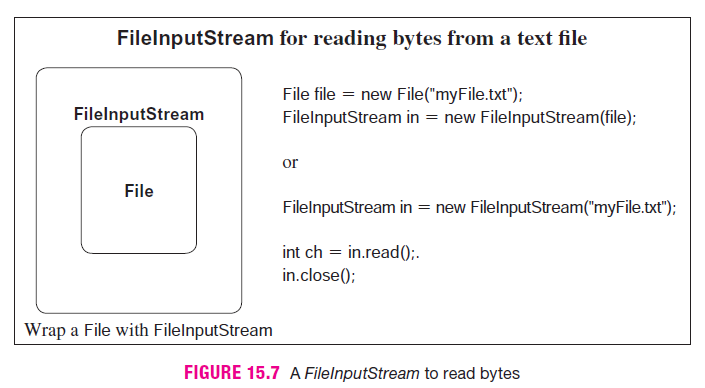 FileInputStream for reading bytes from a text file
FileInputStream
File
File file = new File("myFile.txt");
FileInputStream in = new FileInputStream(file);
or
FileInputStream in = new FileInputStream("myFile.txt");
int ch = in.read();.
in.close();
Wrap a File with FileInputStream
FIGURE 15.7 A FileInputStream to read bytes